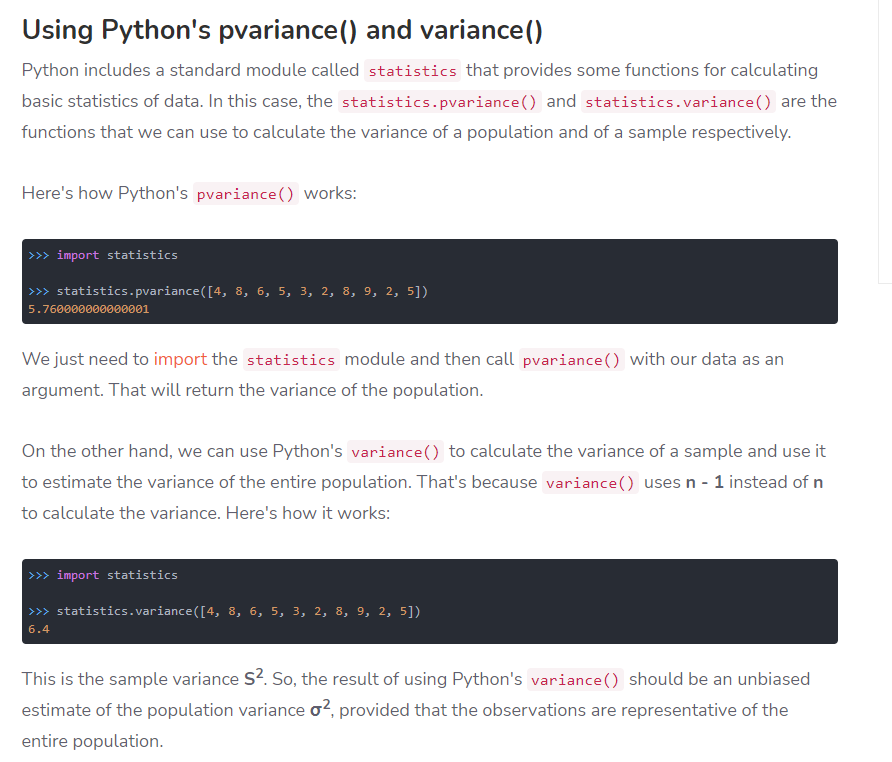 Using Python's pvariance() and variance()
Python includes a standard module called statistics that provides some functions for calculating
basic statistics of data. In this case, the statistics.pvariance() and statistics.variance() are the
functions that we can use to calculate the variance of a population and of a sample respectively.
Here's how Python's pvariance() works:
>>> import statistics
>>> statistics.pvariance([4, 8, 6, 5, 3, 2, 8, 9, 2, 5])
5.760000000000001
We just need to import the statistics module and then call pvariance() with our data as an
argument. That will return the variance of the population.
On the other hand, we can use Python's variance() to calculate the variance of a sample and use it
to estimate the variance of the entire population. That's because variance() uses n - 1 instead of n
to calculate the variance. Here's how it works:
>>> import statistics
>>> statistics.variance([4, 8, 6, 5, 3, 2, 8, 9, 2, 5])
6.4
This is the sample variance S². So, the result of using Python's variance() should be an unbiased
estimate of the population variance σ², provided that the observations are representative of the
entire population.